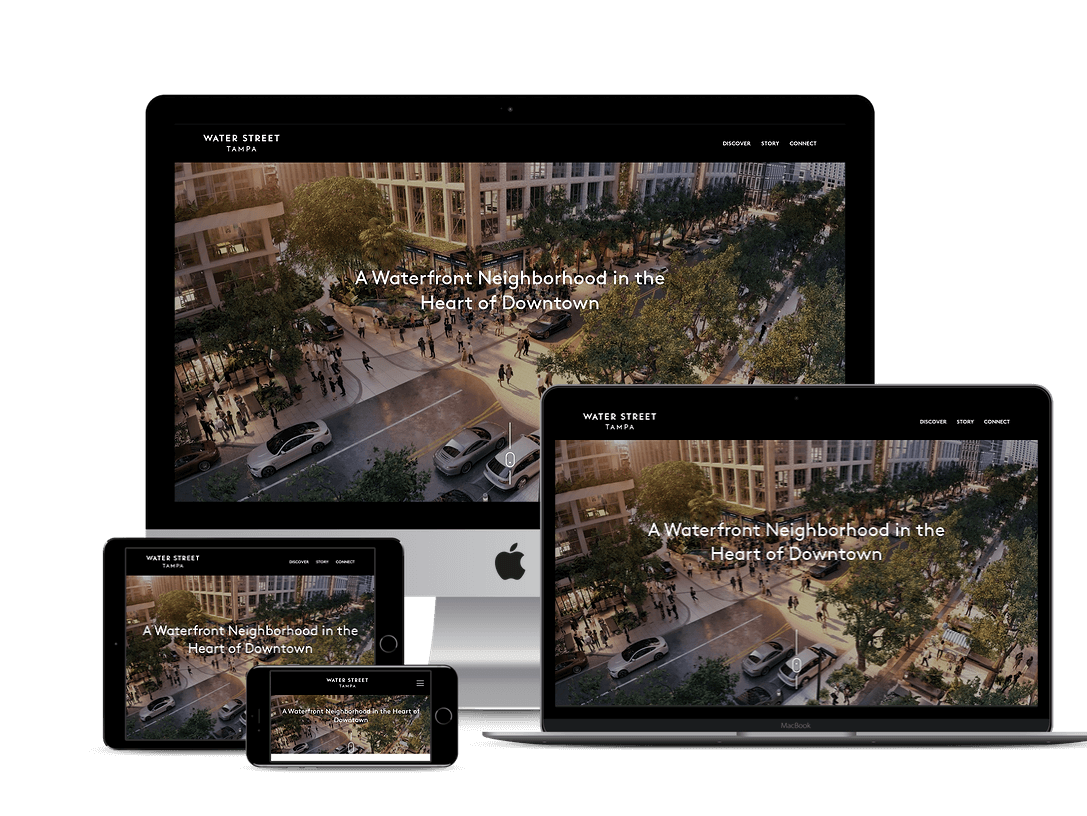 WATER STREET
TAMPA
DISCOVER STORY CONNECT
A Waterfront Neighborhood in the
Heart of Downtown
WATER STREET
TAMPA
DISCOVER STORY CONNECT
A Waterfront Neighborhood in the
Heart of Downtown
MacBook
WATER STREET
TAMPA
DISCOVER STORY CONNECT
A Waterfront Neighborhood in the
Heart of Downtown
WATER STREET
TAMPA
A Waterfront Neighborhood in the Heart of
Downtown